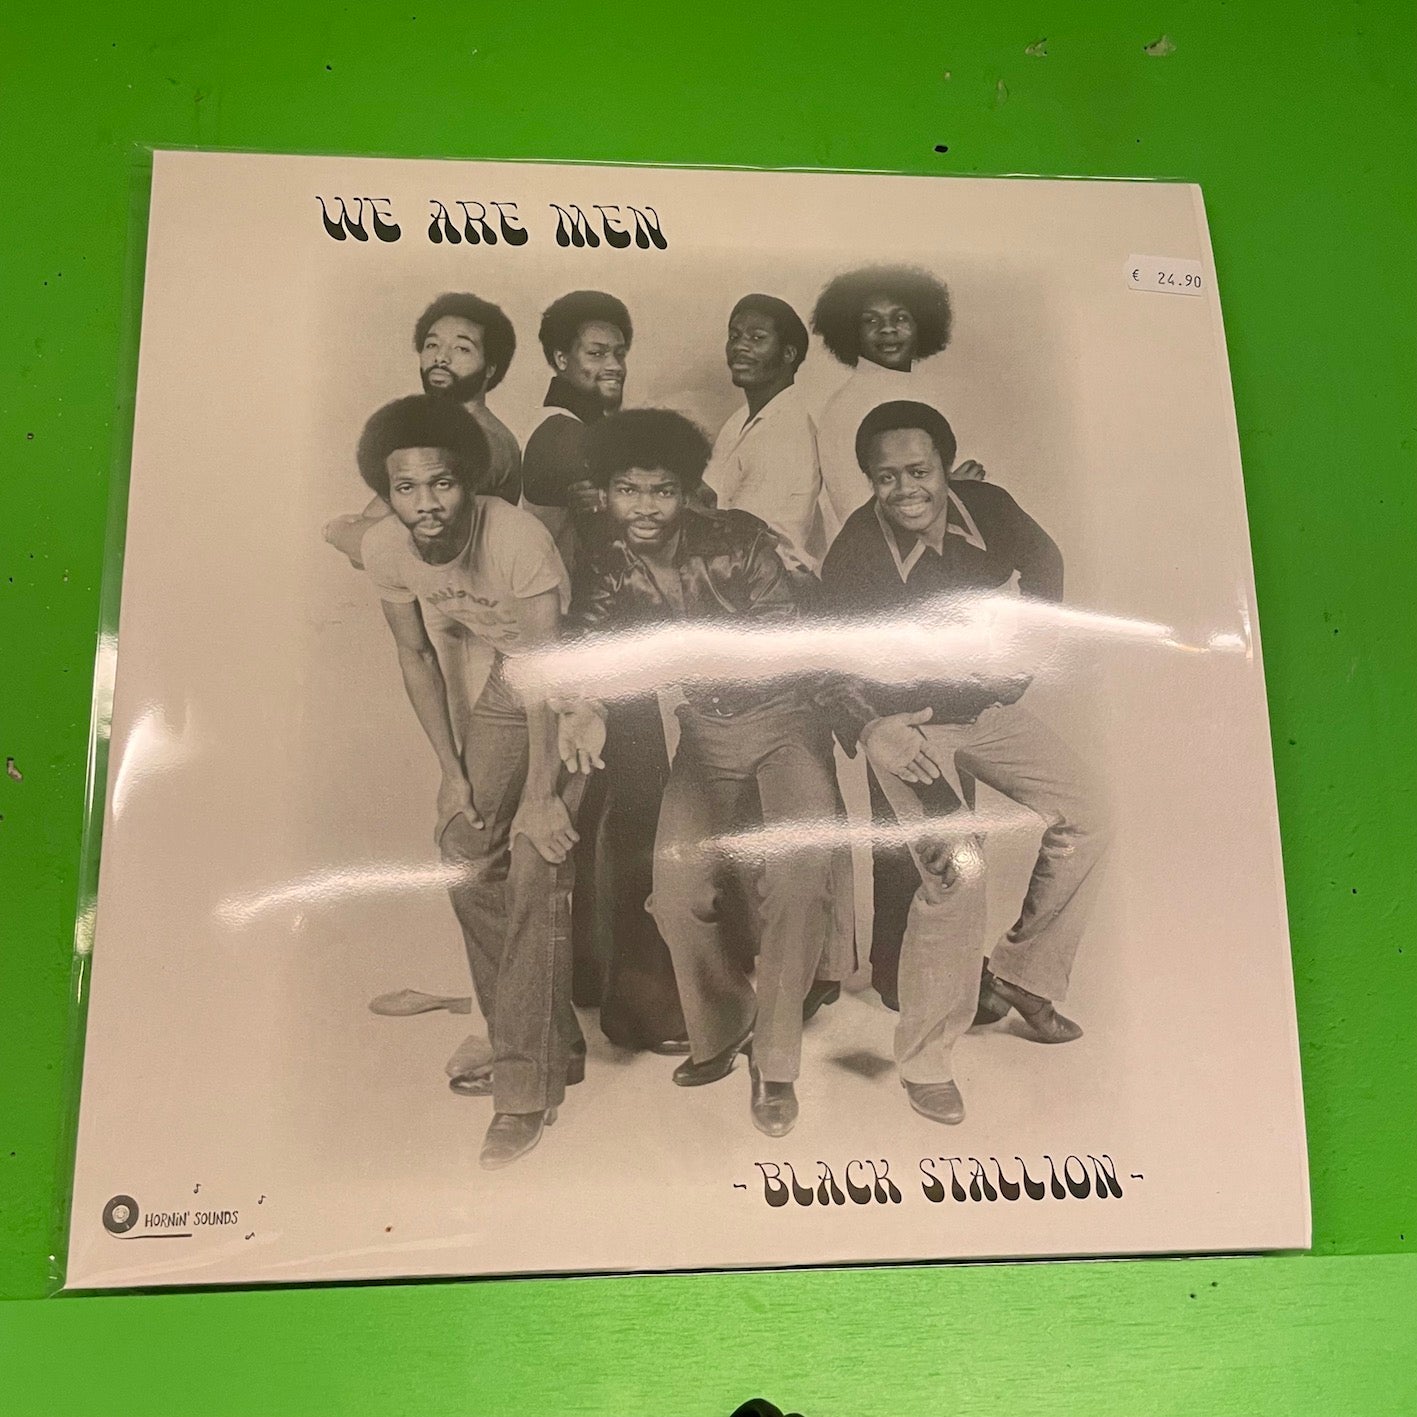 WE ARE MEN
€ 24.90
-BLACK STALLION-
HORNiN' SOUNDS